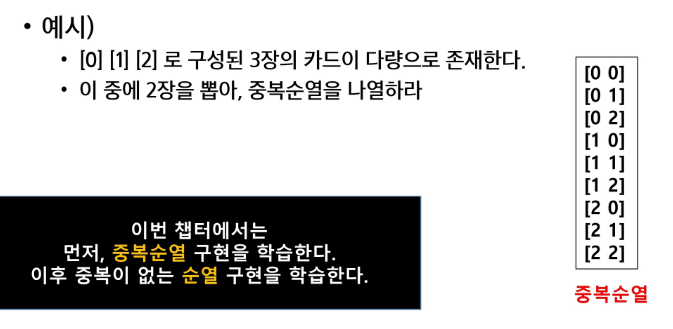 • 예시)
• [0] [1] [2] 로 구성된 3장의 카드이 다량으로 존재한다.
• 이 중에 2장을 뽑아, 중복순열을 나열하라
[0 0]
[0 1]
[0 2]
[1 0]
[1 1]
[1 2]
[2 0]
[2 1]
[2 2]
중복순열
이번 챕터에서는
먼저, 중복순열 구현을 학습한다.
이후 중복이 없는 순열 구현을 학습한다.